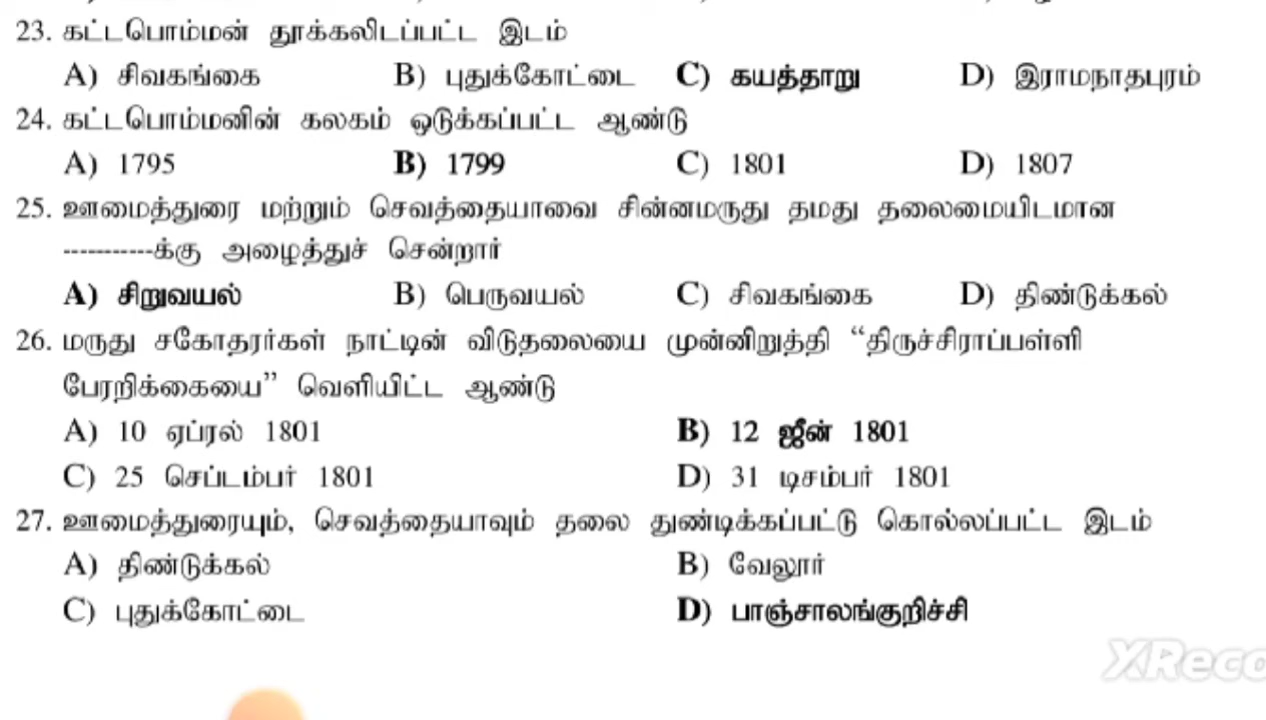 23. கட்டபொம்மன் தூக்கலிடப்பட்ட இடம்
A) சிவகங்கை B) புதுக்கோட்டை C) கயத்தாறு D) இராமநாதபுரம்
24. கட்டபொம்மனின் கலகம் ஒடுக்கப்பட்ட ஆண்டு
A) 1795 B) 1799 C) 1801 D) 1807
25. ஊமைத்துரை மற்றும் செவத்தையாவை சின்னமருது தமது தலைமையிடமான
-----------க்கு அழைத்துச் சென்றார்
A) சிறுவயல் B) பெருவயல் C) சிவகங்கை D) திண்டுக்கல்
26. மருது சகோதரர்கள் நாட்டின் விடுதலையை முன்னிறுத்தி “திருச்சிராப்பள்ளி
பேரறிக்கையை” வெளியிட்ட ஆண்டு
A) 10 ஏப்ரல் 1801 B) 12 ஜீன் 1801
C) 25 செப்டம்பர் 1801 D) 31 டிசம்பர் 1801
27. ஊமைத்துரையும், செவத்தையாவும் தலை துண்டிக்கப்பட்டு கொல்லப்பட்ட இடம்
A) திண்டுக்கல் B) வேலூர்
C) புதுக்கோட்டை D) பாஞ்சாலங்குறிச்சி
XReco